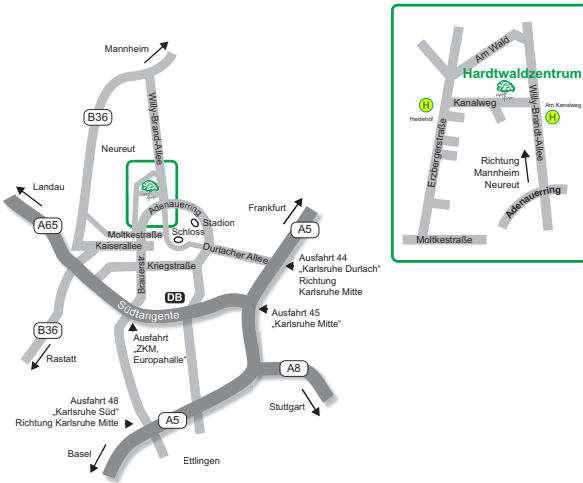 Mannheim
B36
Willy-Brand-Allee
Neureut
Landau
A65
Adenauerring
Stadion
Schloss
Frankfurt
A5
Moltkestraße
Kaiserallee
Durlacher Allee
Brauerstr.
Kriegstraße
Ausfahrt 44
„Karlsruhe Durlach“
Richtung
Karlsruhe Mitte
DB
Südtangente
Ausfahrt 45
„Karlsruhe Mitte“
B36
Rastatt
Ausfahrt
„ZKM,
Europahalle“
A8
Stuttgart
Ausfahrt 48
„Karlsruhe Süd“
Richtung Karlsruhe Mitte
A5
Basel
Ettlingen
Am Wald
Hardtwaldzentrum
H
Heidehof
Kanalweg
Am Kanalweg
H
Erzbergerstraße
Willy-Brandt-Allee
Richtung
Mannheim
Neureut
Adenauerring
Moltkestraße